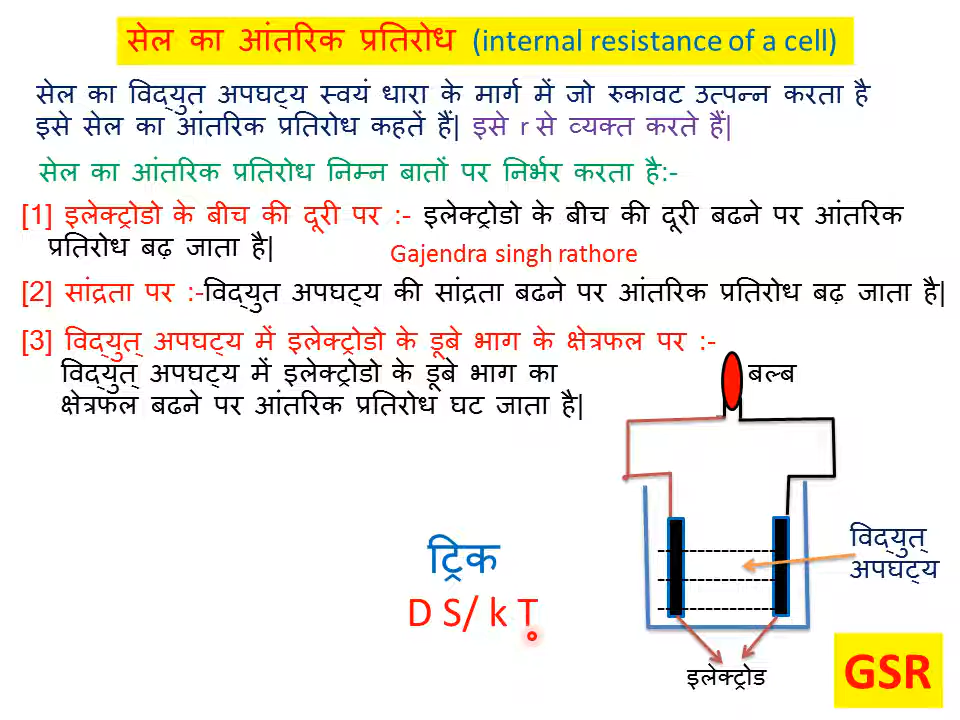 सेल का आंतरिक प्रतिरोध (internal resistance of a cell)
सेल का विद्युत अपघट्य स्वयं धारा के मार्ग में जो रुकावट उत्पन्न करता है
इसे सेल का आंतरिक प्रतिरोध कहतें हैं| इसे r से व्यक्त करते हैं|
सेल का आंतरिक प्रतिरोध निम्न बातों पर निर्भर करता है:-
[1] इलेक्ट्रोडो के बीच की दूरी पर :- इलेक्ट्रोडो के बीच की दूरी बढने पर आंतरिक
प्रतिरोध बढ़ जाता है|
Gajendra singh rathore
[2] सांद्रता पर :-विद्युत अपघट्य की सांद्रता बढने पर आंतरिक प्रतिरोध बढ़ जाता है|
[3] विद्युत् अपघट्य में इलेक्ट्रोडो के डूबे भाग के क्षेत्रफल पर :-
विद्युत् अपघट्य में इलेक्ट्रोडो के डूबे भाग का
क्षेत्रफल बढने पर आंतरिक प्रतिरोध घट जाता है|
बल्ब
ट्रिक
D S/ k T
विद्युत्
अपघट्य
इलेक्ट्रोड
GSR